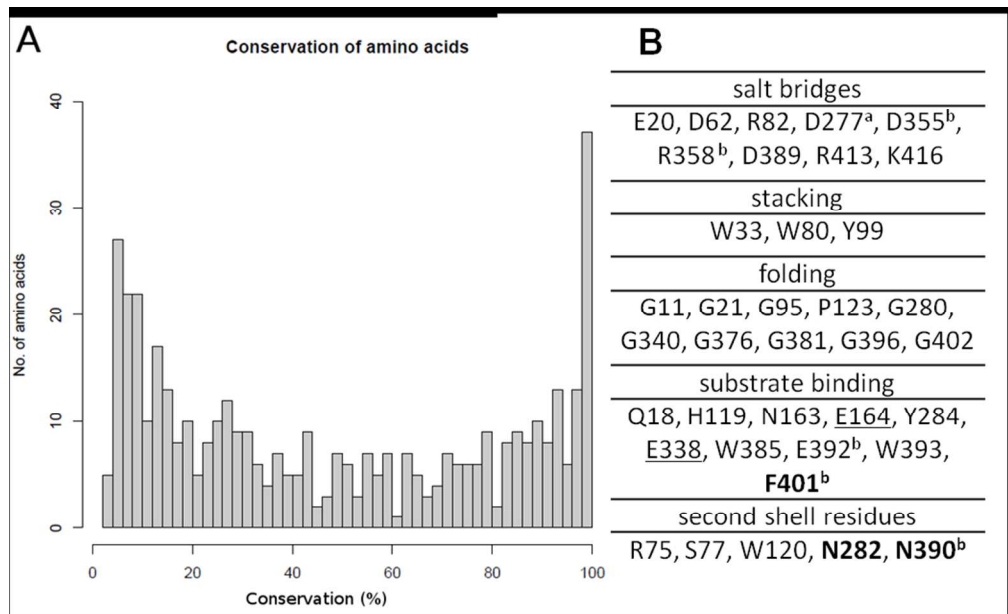 A
Conservation of amino acids
No. of amino acids
40
30
20
10
0
0 20 40 60 80 100
Conservation (%)
B
salt bridges
E20, D62, R82, D277ᵃ, D355ᵇ,
R358ᵇ, D389, R413, K416
stacking
W33, W80, Y99
folding
G11, G21, G95, P123, G280,
G340, G376, G381, G396, G402
substrate binding
Q18, H119, N163, E164, Y284,
E338, W385, E392ᵇ, W393,
F401ᵇ
second shell residues
R75, S77, W120, N282, N390ᵇ